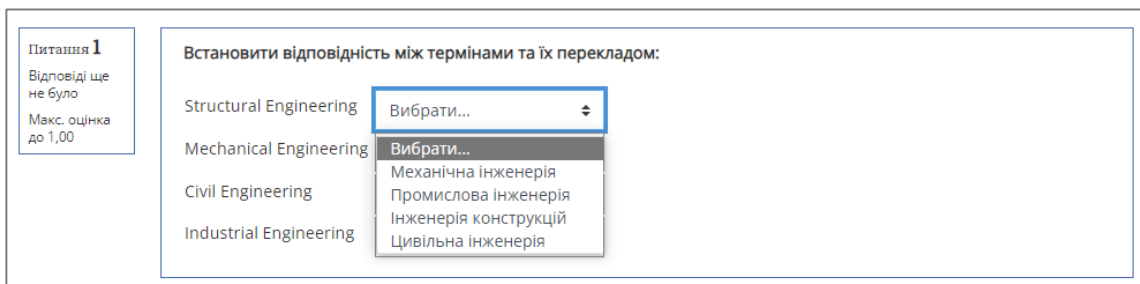 Питання 1
Відповіді ще
не було
Макс. оцінка
до 1,00
Встановити відповідність між термінами та їх перекладом:
Structural Engineering
Вибрати...
Mechanical Engineering
Вибрати...
Механічна інженерія
Civil Engineering
Промислова інженерія
Інженерія конструкцій
Industrial Engineering
Цивільна інженерія